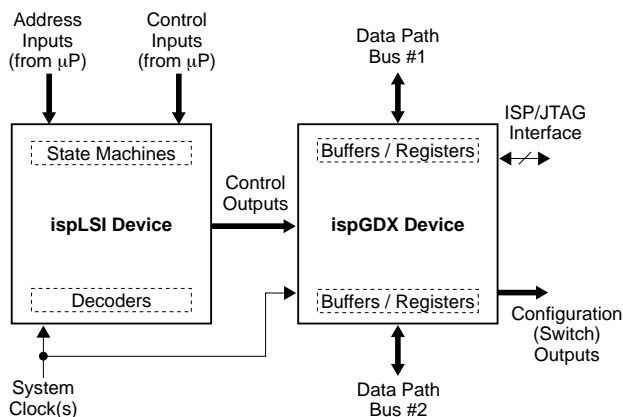 Address
Inputs
(from µP)
Control
Inputs
(from µP)
Data Path
Bus #1
ISP/JTAG
Interface
State Machines
Buffers / Registers
Control
Outputs
ispLSI Device
ispGDX Device
Decoders
Buffers / Registers
Configuration
(Switch)
Outputs
System
Clock(s)
Data Path
Bus #2